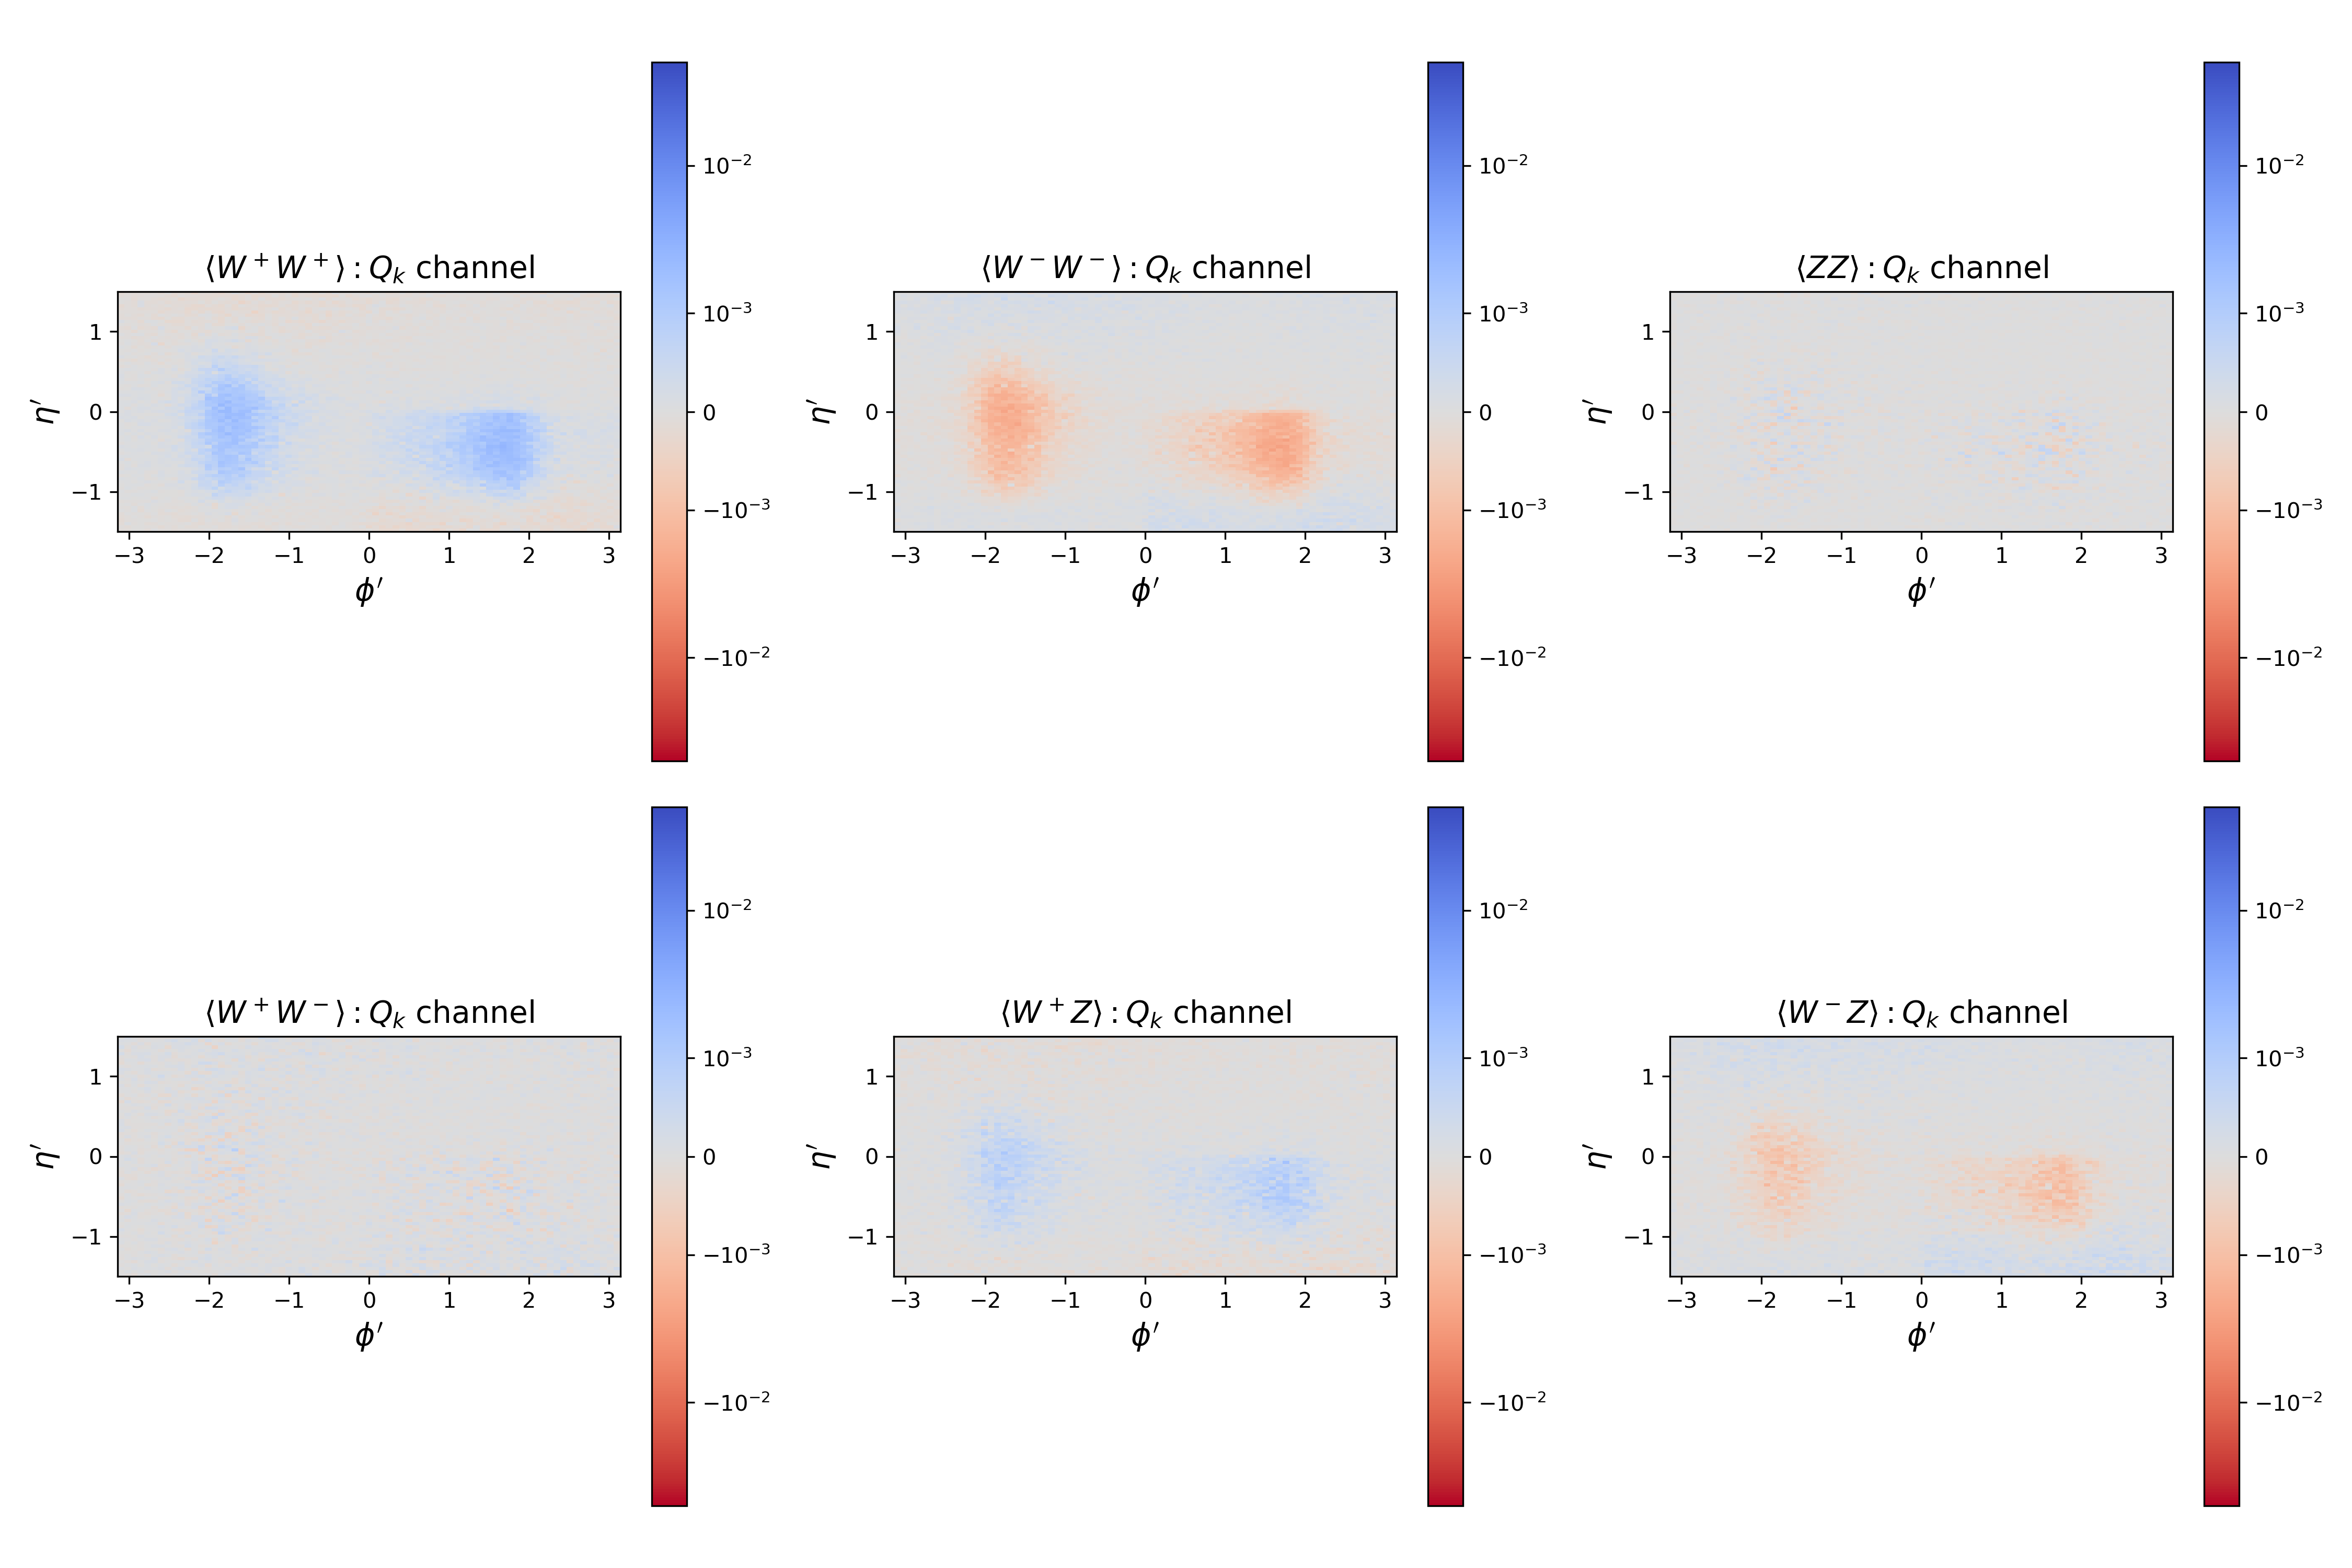 ⟨W⁺W⁺⟩ : Qₖ channel
η′
1
0
−1
−3 −2 −1 0 1 2 3
ϕ′
10⁻²
10⁻³
0
−10⁻³
−10⁻²
⟨W⁻W⁻⟩ : Qₖ channel
η′
1
0
−1
−3 −2 −1 0 1 2 3
ϕ′
10⁻²
10⁻³
0
−10⁻³
−10⁻²
⟨ZZ⟩ : Qₖ channel
η′
1
0
−1
−3 −2 −1 0 1 2 3
ϕ′
10⁻²
10⁻³
0
−10⁻³
−10⁻²
⟨W⁺W⁻⟩ : Qₖ channel
η′
1
0
−1
−3 −2 −1 0 1 2 3
ϕ′
10⁻²
10⁻³
0
−10⁻³
−10⁻²
⟨W⁺Z⟩ : Qₖ channel
η′
1
0
−1
−3 −2 −1 0 1 2 3
ϕ′
10⁻²
10⁻³
0
−10⁻³
−10⁻²
⟨W⁻Z⟩ : Qₖ channel
η′
1
0
−1
−3 −2 −1 0 1 2 3
ϕ′
10⁻²
10⁻³
0
−10⁻³
−10⁻²